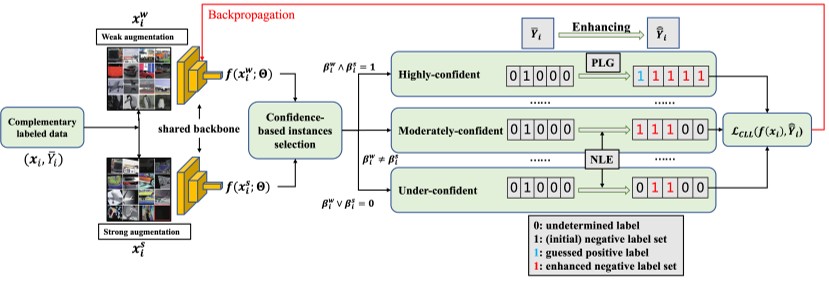 Backpropagation
x_i^w
Weak augmentation
f(x_i^w; Θ)
Complementary
labeled data
(x_i, Ȳ_i)
shared backbone
f(x_i^s; Θ)
Strong augmentation
x_i^s
Confidence-
based instances
selection
β_i^w ∧ β_i^s = 1
β_i^w ≠ β_i^s
β_i^w ∨ β_i^s = 0
Ȳ_i Enhancing Ȳ̂_i
Highly-confident 0 1 0 0 0 PLG 1 1 1 1 1
...... ......
Moderately-confident 0 1 0 0 0 1 1 1 0 0
...... NLE ......
Under-confident 0 1 0 0 0 0 1 1 0 0
ℒ_CLL(f(x_i), Ȳ̂_i)
0: undetermined label
1: (initial) negative label set
1: guessed positive label
1: enhanced negative label set